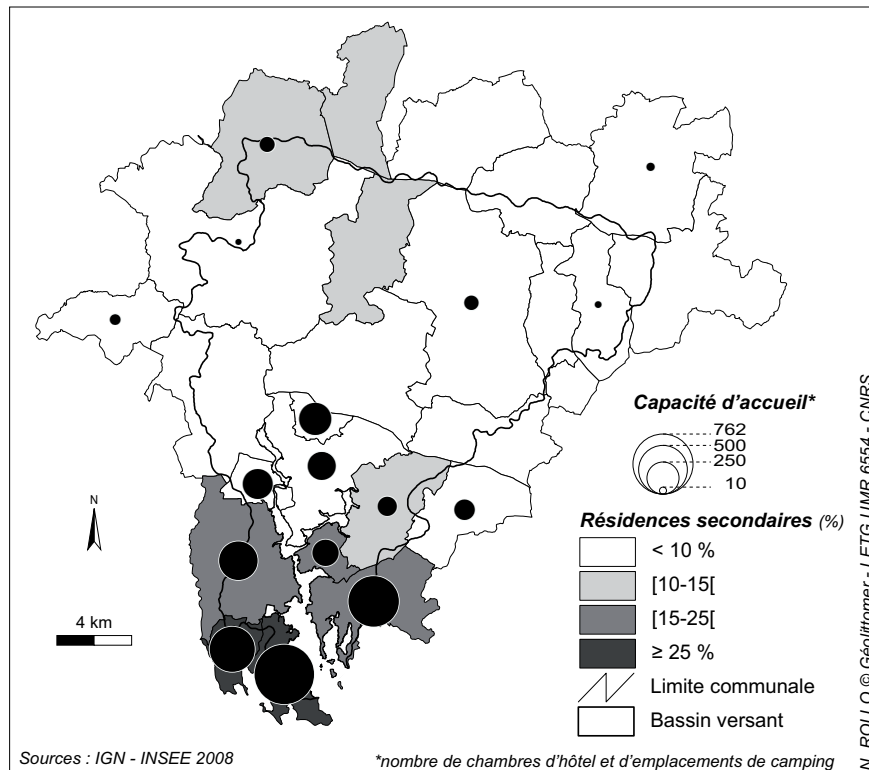 N
4 km
Capacité d'accueil*
762
500
250
10
Résidences secondaires (%)
< 10 %
[10-15[
[15-25[
≥ 25 %
Limite communale
Bassin versant
Sources : IGN - INSEE 2008
*nombre de chambres d'hôtel et d'emplacements de camping
N. ROLLO © Géolittomer - LETG UMR 6554 - CNRS